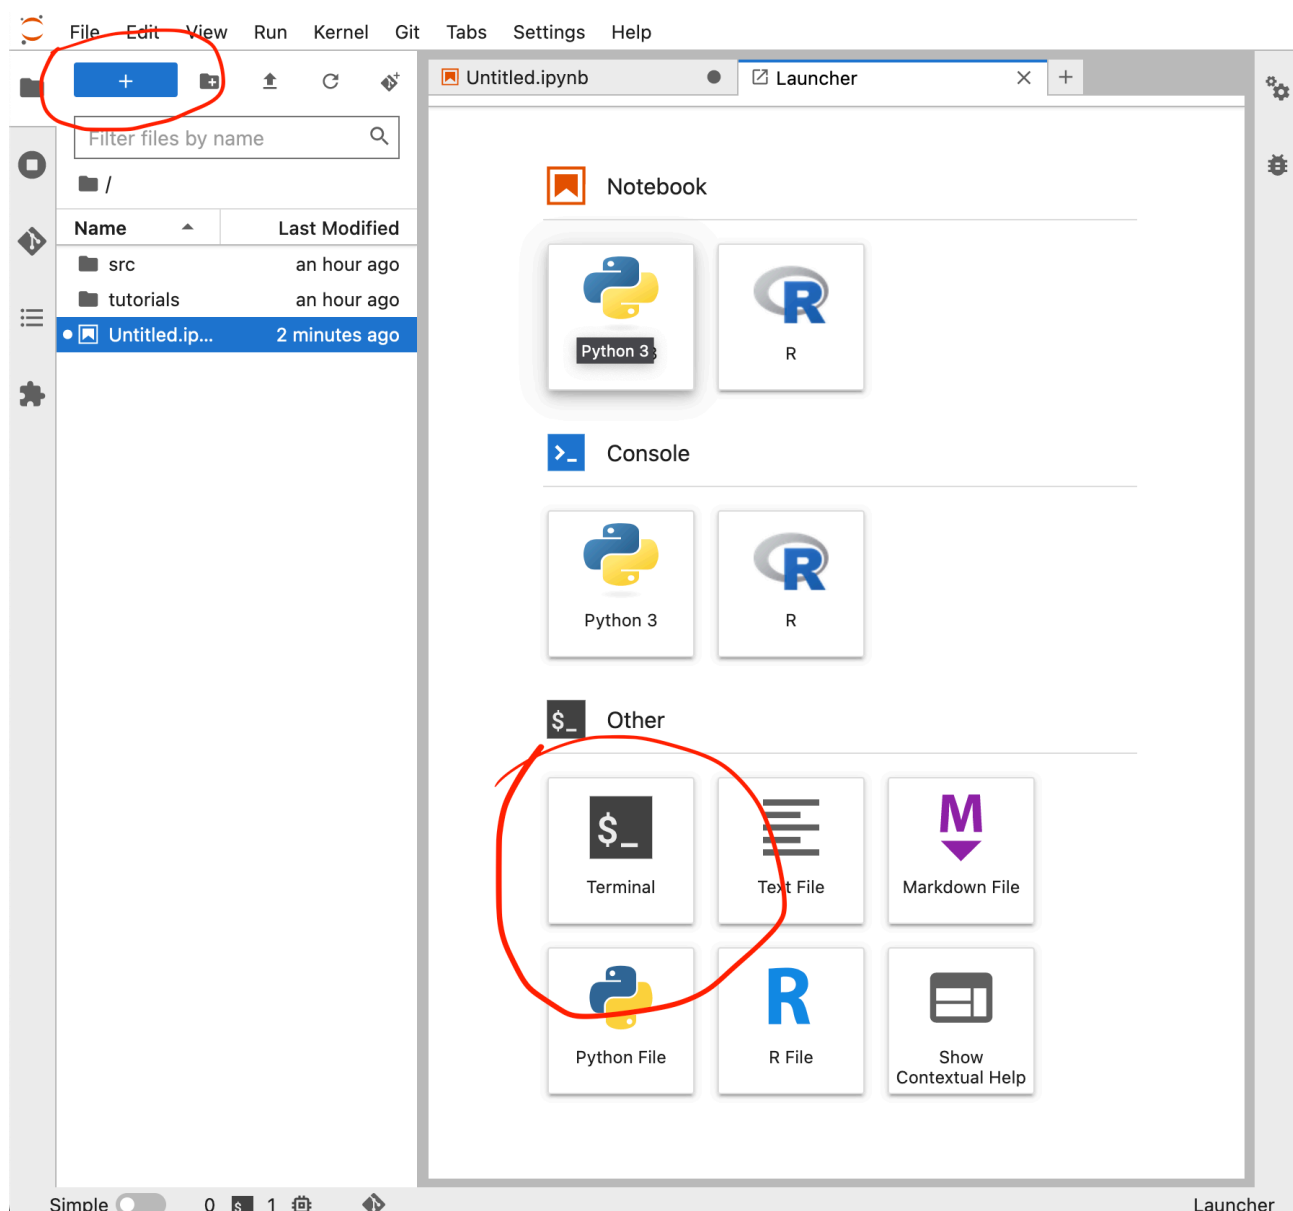 File Edit View Run Kernel Git Tabs Settings Help
+
Untitled.ipynb
Launcher
Filter files by name
/
Name Last Modified
src an hour ago
tutorials an hour ago
Untitled.ip... 2 minutes ago
Notebook
Python 3
R
Console
Python 3
R
$_ Other
$_
Terminal
Text File
M
Markdown File
Python File
R File
Show
Contextual Help
Simple 0 $_ 1
Launcher